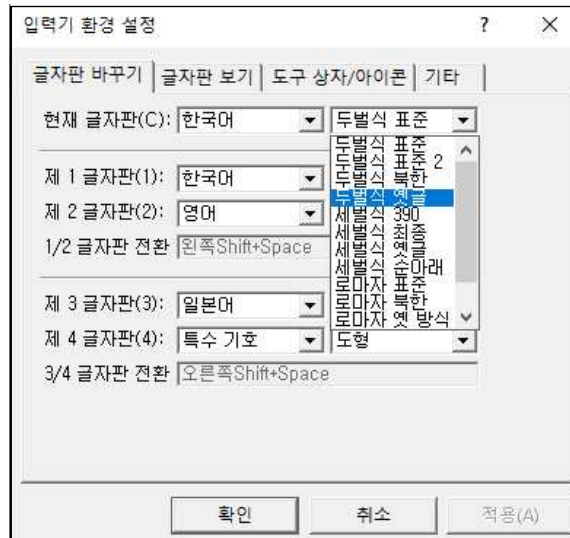 입력기 환경 설정 ? ×
글자판 바꾸기 글자판 보기 도구 상자/아이콘 기타
현재 글자판(C): 한국어 두벌식 표준
두벌식 표준
두벌식 표준 2
두벌식 북한
두벌식 옛글
세벌식 390
세벌식 최종
세벌식 옛글
세벌식 순아래
로마자 표준
로마자 북한
로마자 옛 방식
제 1 글자판(1): 한국어
제 2 글자판(2): 영어
1/2 글자판 전환 왼쪽Shift+Space
제 3 글자판(3): 일본어
제 4 글자판(4): 특수 기호 도형
3/4 글자판 전환 오른쪽Shift+Space
확인 취소 적용(A)